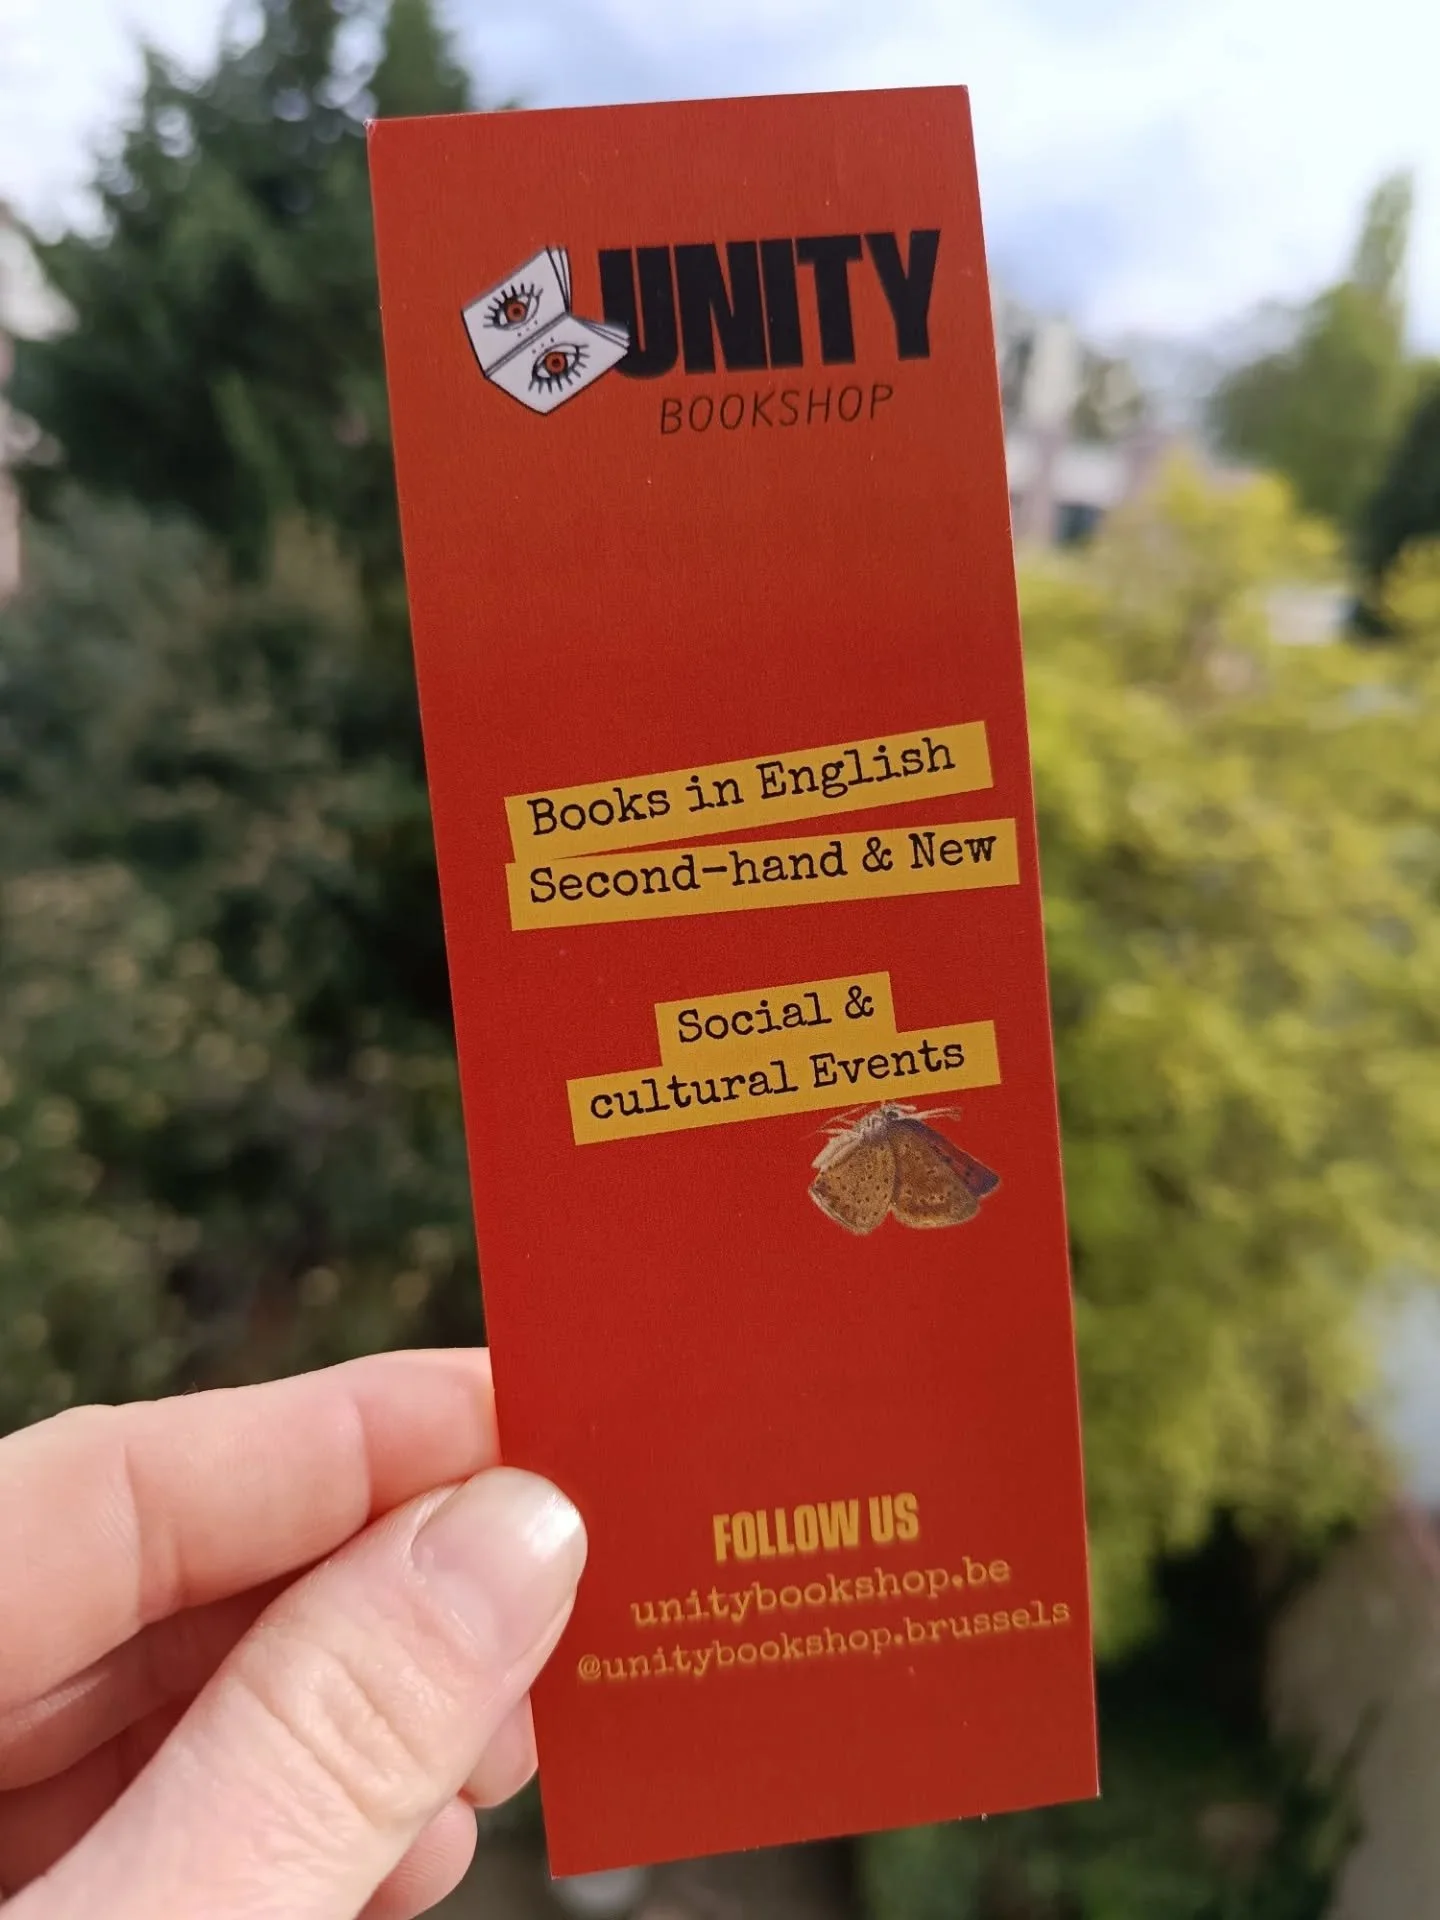 UNITY
BOOKSHOP
Books in English
Second-hand & New
Social &
cultural Events
FOLLOW US
unitybookshop.be
@unitybookshop.brussels